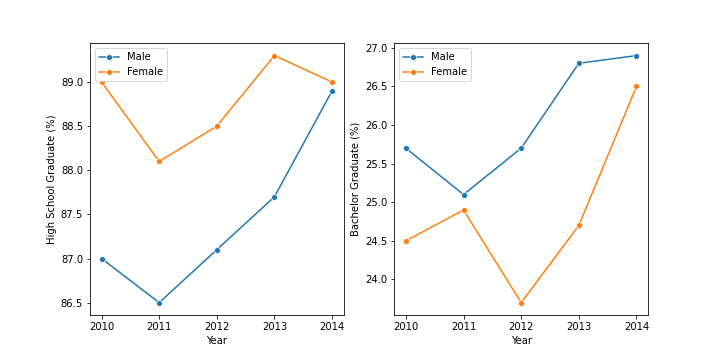 Male
Female
89.0
88.5
88.0
87.5
87.0
86.5
High School Graduate (%)
2010 2011 2012 2013 2014
Year
Male
Female
27.0
26.5
26.0
25.5
25.0
24.5
24.0
Bachelor Graduate (%)
2010 2011 2012 2013 2014
Year